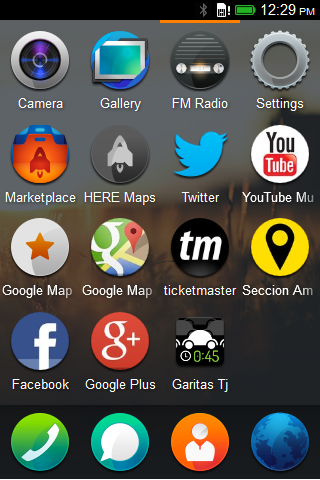 12:29 PM
Camera Gallery FM Radio Settings
Marketplace HERE Maps Twitter YouTube Mu
You
Tube
tm
Google Map Google Map ticketmaster Seccion Am
f g+ 0:45
Facebook Google Plus Garitas Tj